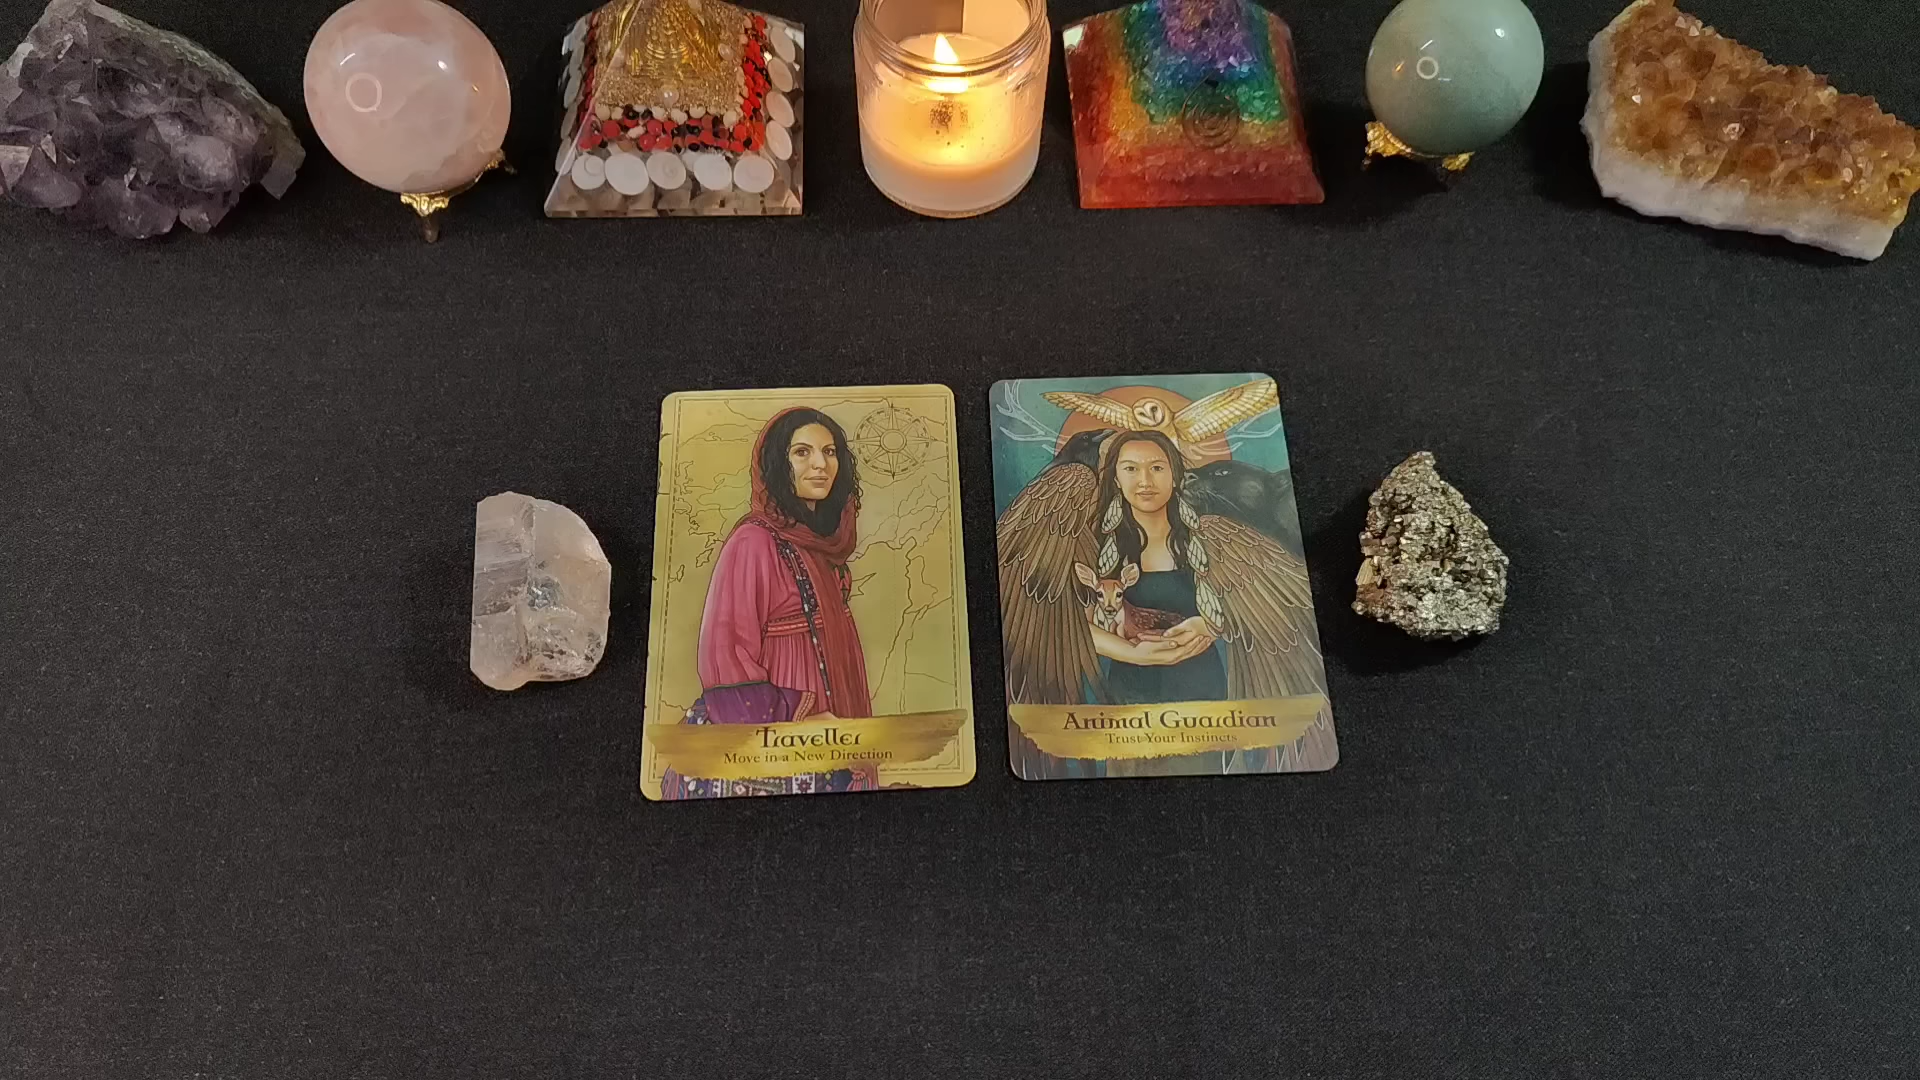 Traveller
Move in a New Direction
Animal Guardian
Trust Your Instincts